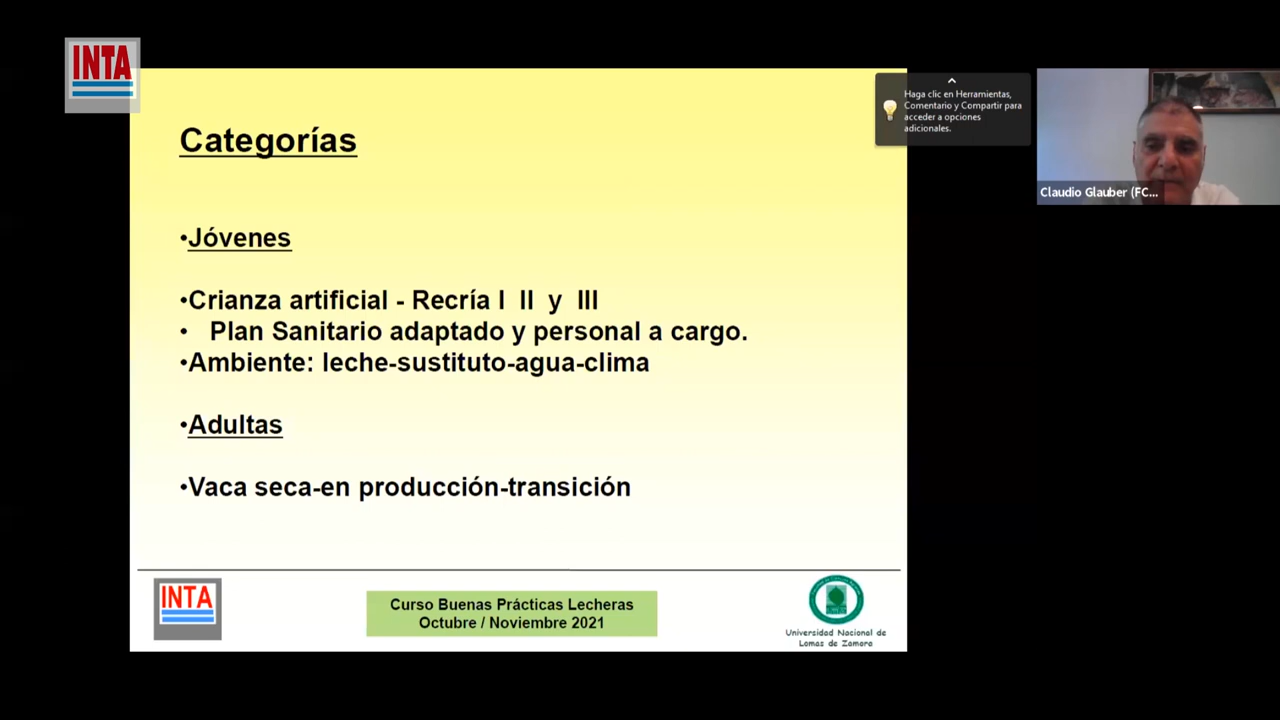 INTA
Categorías
•Jóvenes
•Crianza artificial - Recría I II y III
• Plan Sanitario adaptado y personal a cargo.
•Ambiente: leche-sustituto-agua-clima
•Adultas
•Vaca seca-en producción-transición
INTA
Curso Buenas Prácticas Lecheras
Octubre / Noviembre 2021
Universidad Nacional de
Lomas de Zamora
Haga clic en Herramientas,
Comentario y Compartir para
acceder a opciones
adicionales.
Claudio Glauber (FC...